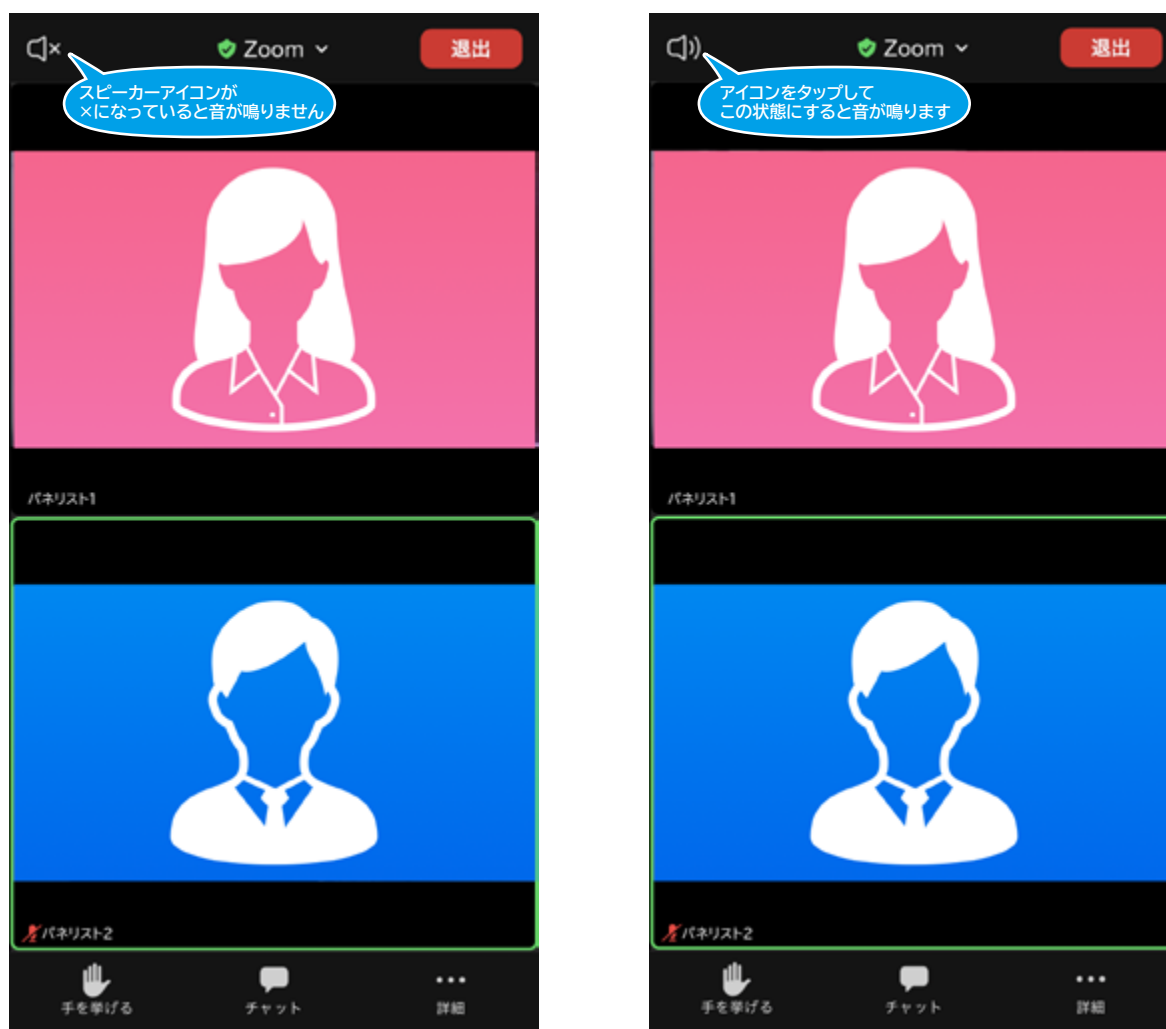 Zoom
退出
スピーカーアイコンが
×になっていると音が鳴りません
パネリスト1
パネリスト2
手を挙げる
チャット
詳細
Zoom
退出
アイコンをタップして
この状態にすると音が鳴ります
パネリスト1
パネリスト2
手を挙げる
チャット
詳細